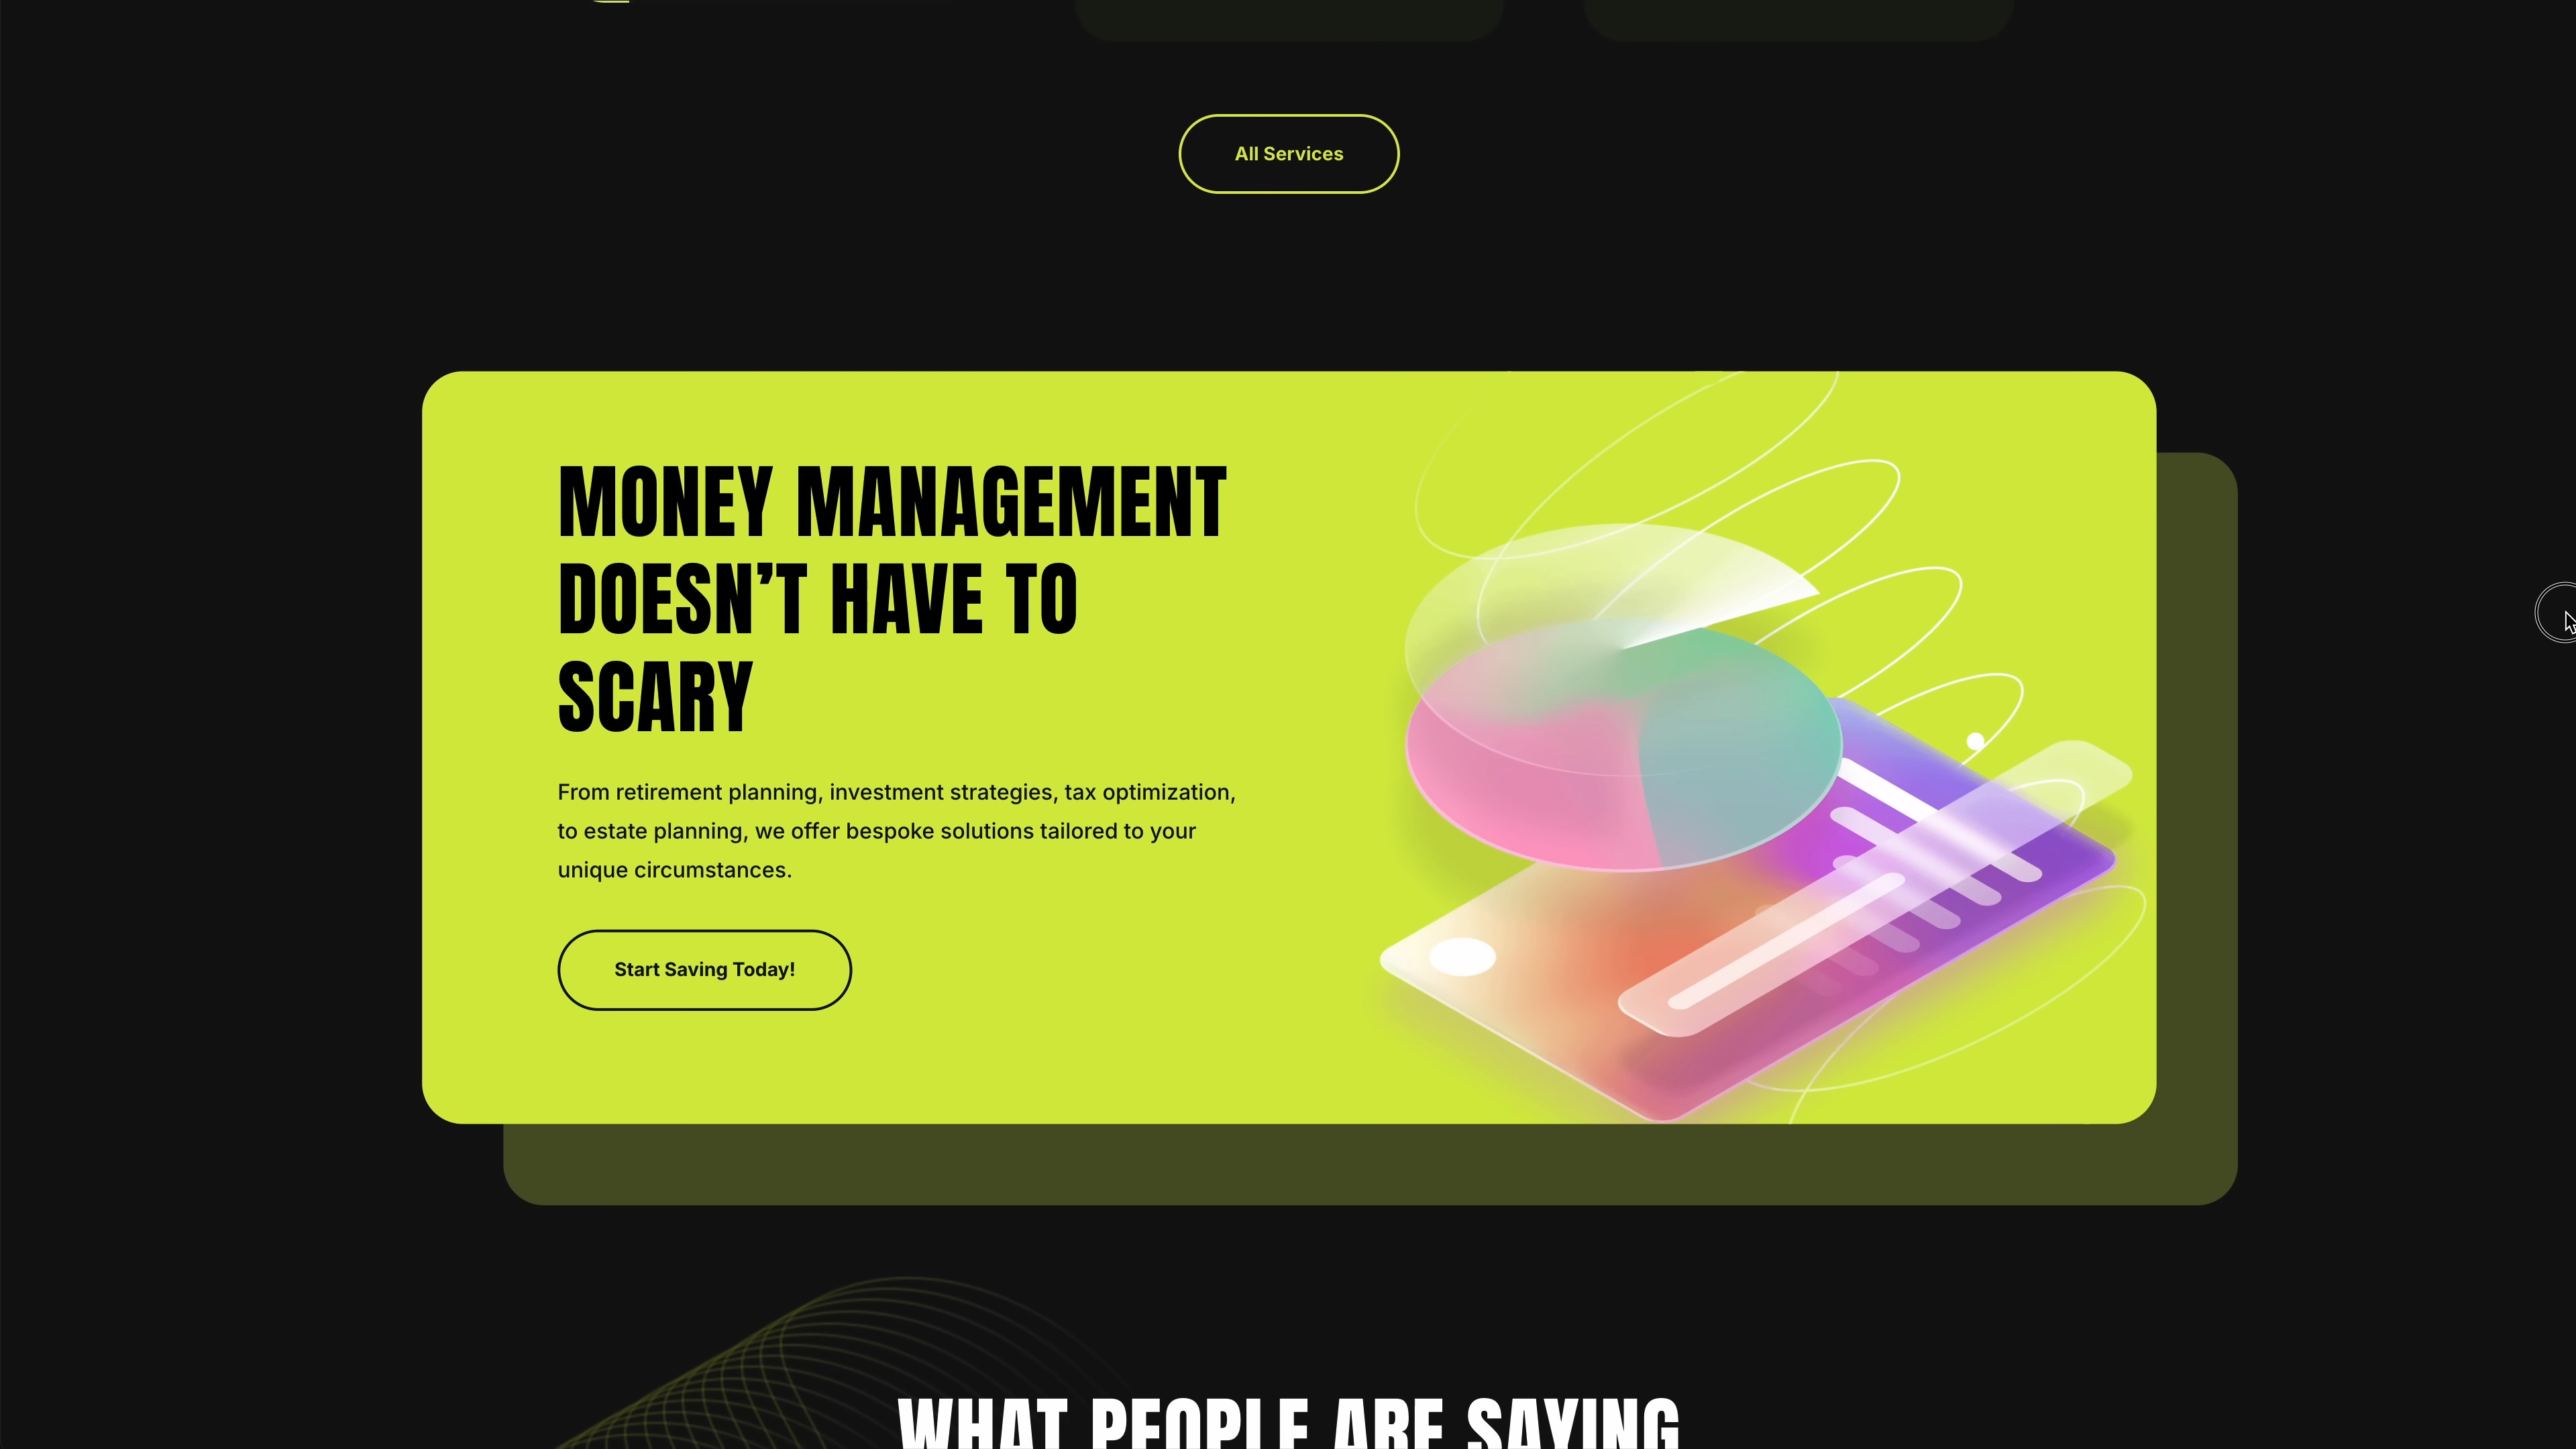 All Services
MONEY MANAGEMENT
DOESN’T HAVE TO
SCARY
From retirement planning, investment strategies, tax optimization,
to estate planning, we offer bespoke solutions tailored to your
unique circumstances.
Start Saving Today!
WHAT PEOPLE ARE SAYING